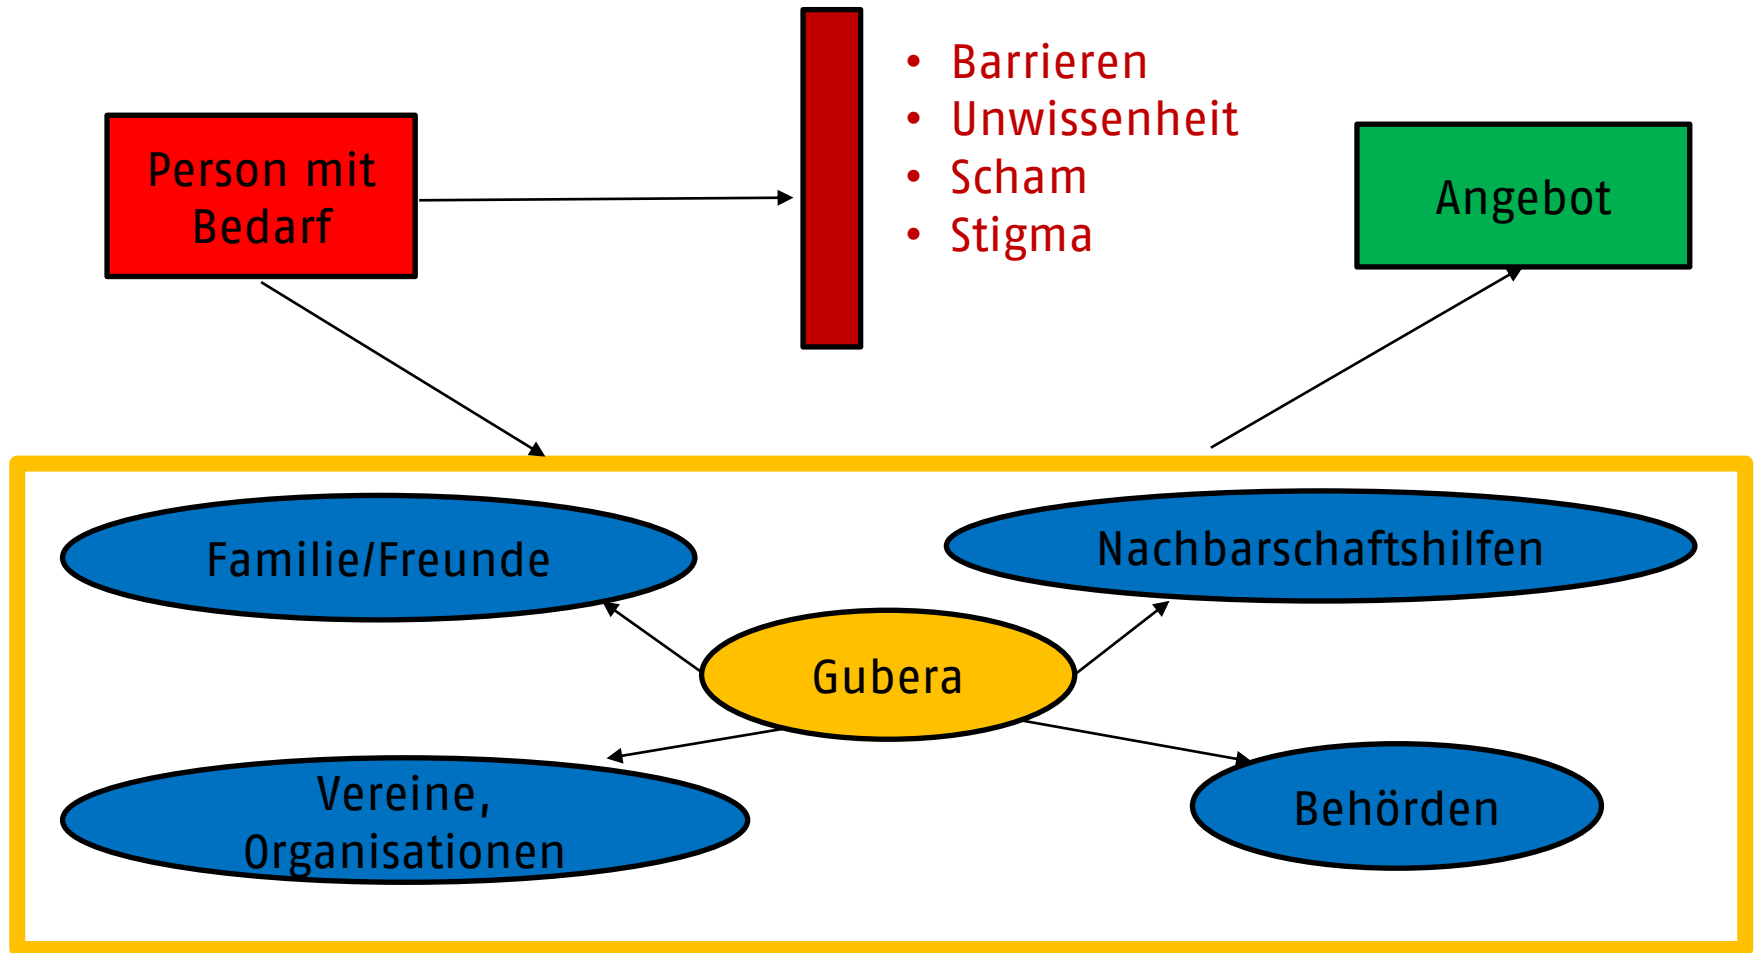 • Barrieren
• Unwissenheit
• Scham
• Stigma
Person mit
Bedarf
Angebot
Familie/Freunde
Nachbarschaftshilfen
Gubera
Vereine,
Organisationen
Behörden